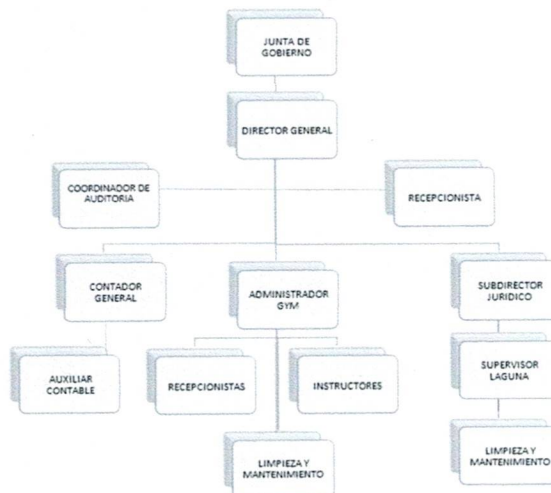 JUNTA DE
GOBIERNO
DIRECTOR GENERAL
COORDINADOR DE
AUDITORIA
RECEPCIONISTA
CONTADOR
GENERAL
ADMINISTRADOR
GYM
SUBDIRECTOR
JURIDICO
AUXILIAR
CONTABLE
RECEPCIONISTAS
INSTRUCTORES
SUPERVISOR
LAGUNA
LIMPIEZA Y
MANTENIMIENTO
LIMPIEZA Y
MANTENIMIENTO